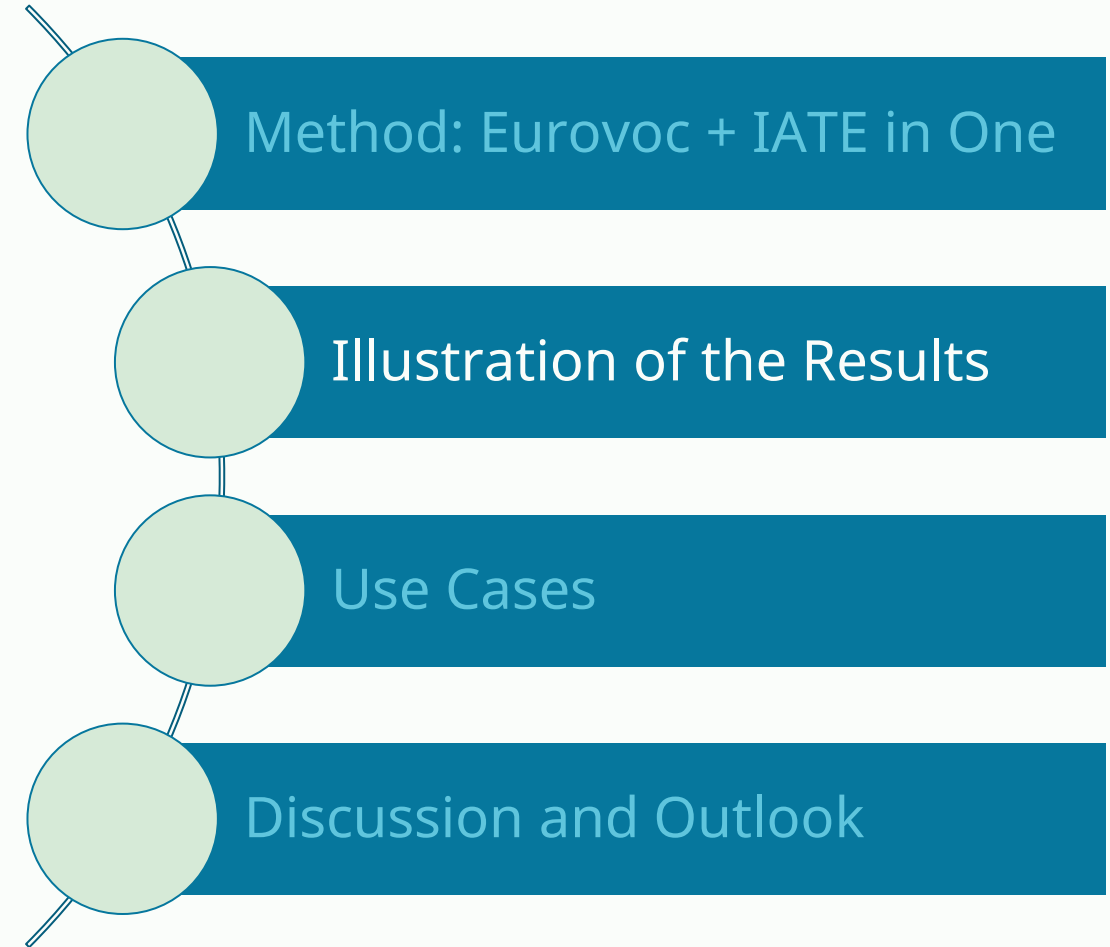 Method: Eurovoc + IATE in One
Illustration of the Results
Use Cases
Discussion and Outlook